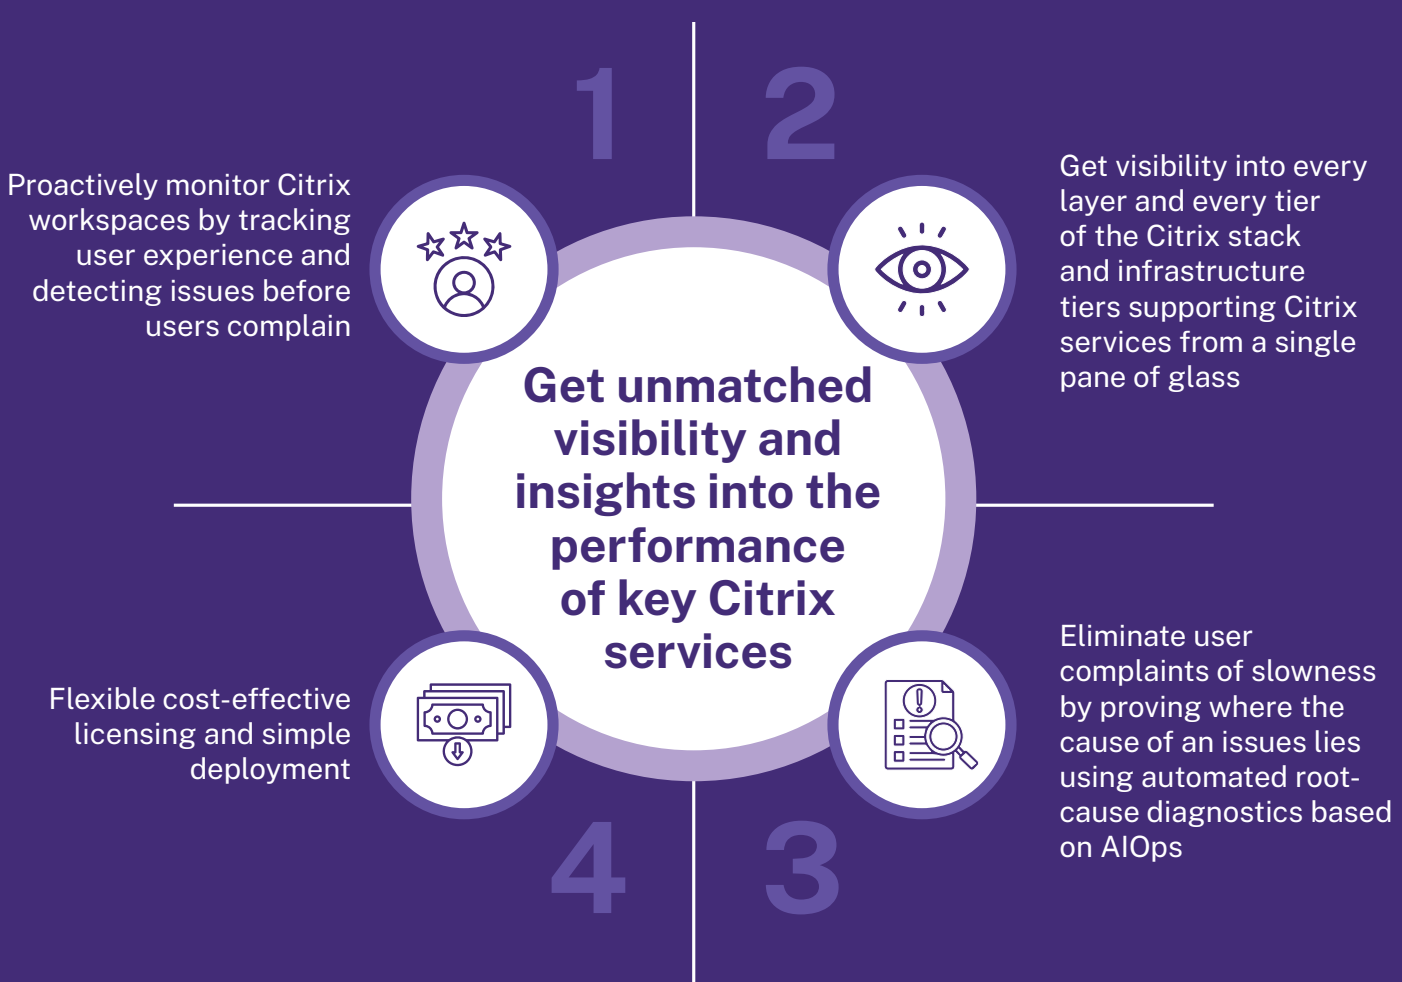 1
Proactively monitor Citrix
workspaces by tracking
user experience and
detecting issues before
users complain
2
Get visibility into every
layer and every tier
of the Citrix stack
and infrastructure
tiers supporting Citrix
services from a single
pane of glass
Get unmatched
visibility and
insights into the
performance
of key Citrix
services
3
Eliminate user
complaints of slowness
by proving where the
cause of an issues lies
using automated root-
cause diagnostics based
on AIOps
4
Flexible cost-effective
licensing and simple
deployment